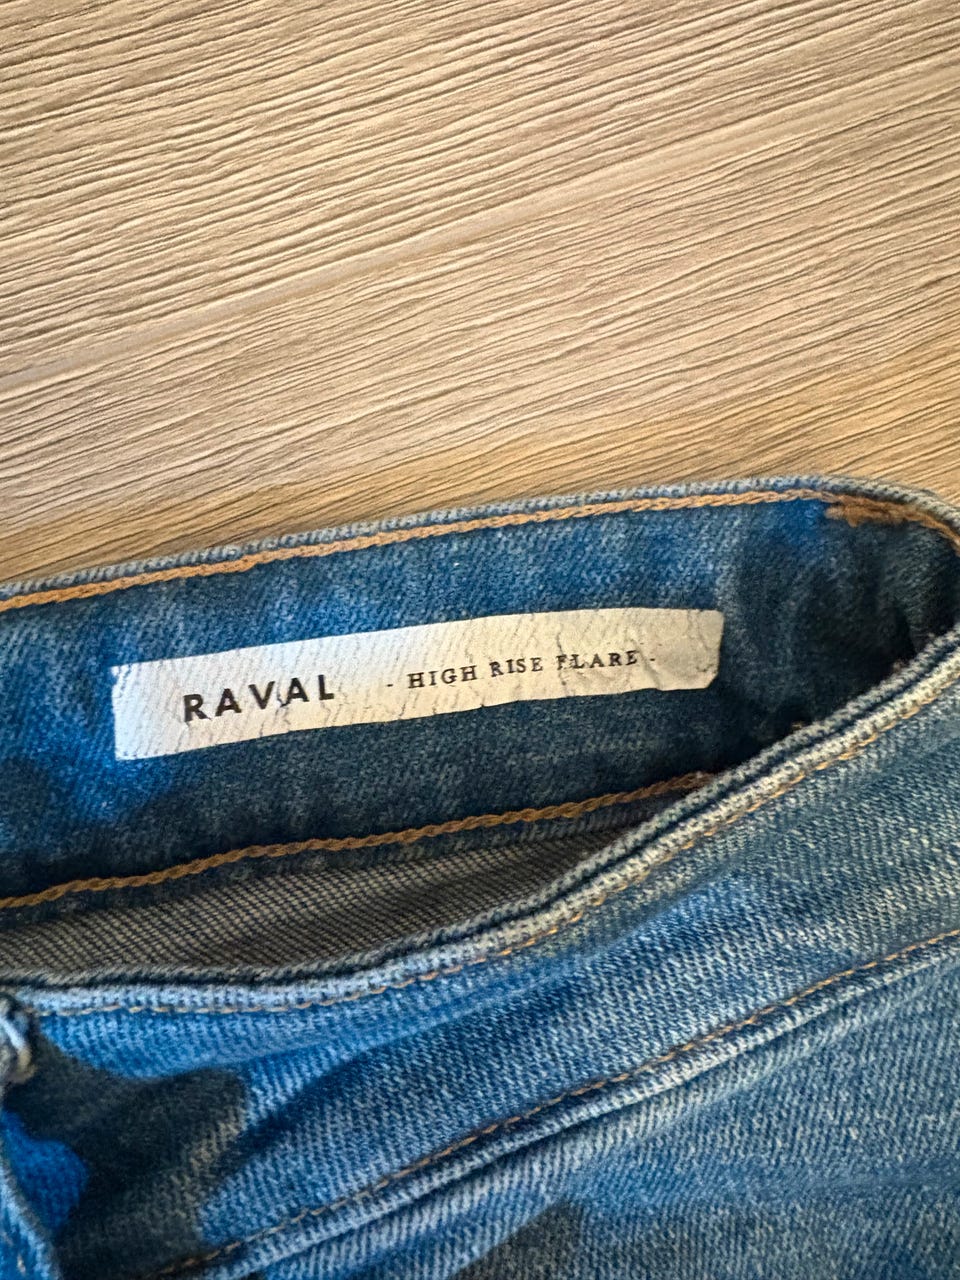 RAVAL - HIGH RISE FLARE -